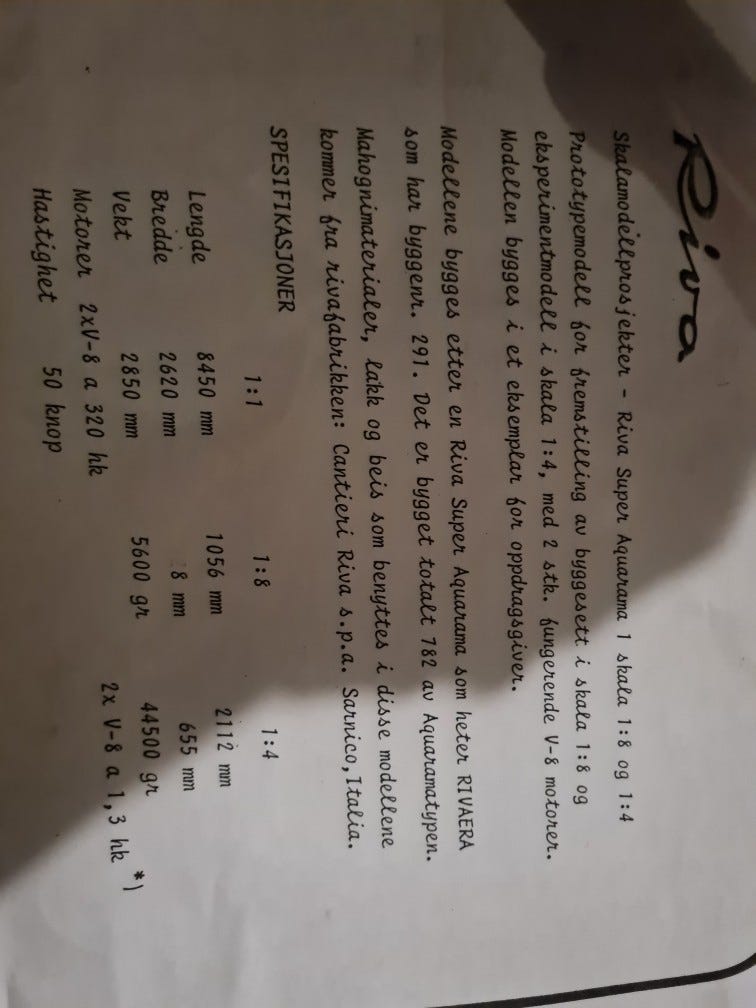 Riva
Skalamodellprosjekter - Riva Super Aquarama 1 skala 1:8 og 1:4
Prototypemodell for fremstilling av byggesett i skala 1:8 og
eksperimentmodell i skala 1:4, med 2 stk. fungerende V-8 motorer.
Modellen bygges i et eksemplar for oppdragsgiver.
Modellene bygges etter en Riva Super Aquarama som heter RIVAERA
som har byggenr. 291. Det er bygget totalt 782 av Aquaramatypen.
Mahognimaterialer, lakk og beis som benyttes i disse modellene
kommer fra rivafabrikken: Cantieri Riva s.p.a. Sarnico, Italia.
SPESIFIKASJONER
1:1 1:8 1:4
Lengde 8450 mm 1056 mm 2112 mm
Bredde 2620 mm 8 mm 655 mm
Vekt 2850 mm 5600 gr 44500 gr
Motorer 2xV-8 a 320 hk 2x V-8 a 1,3 hk *)
Hastighet 50 knop